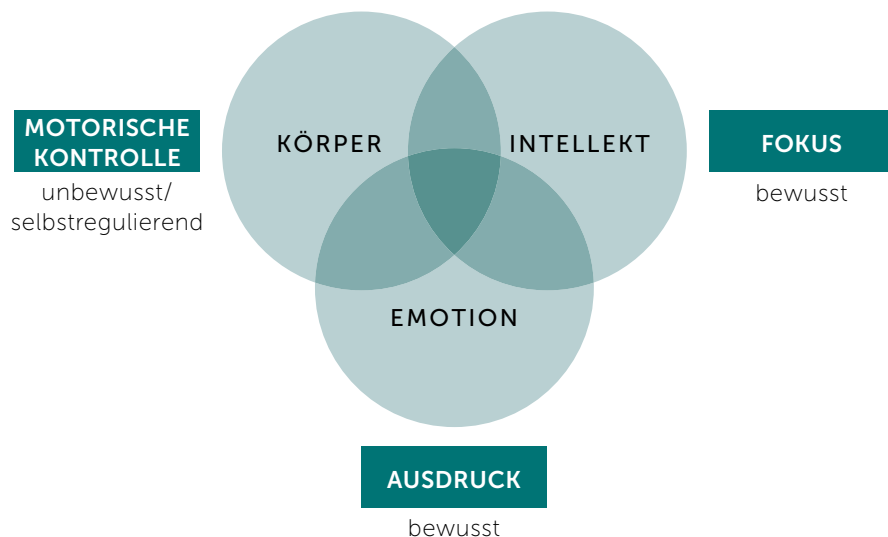 MOTORISCHE
KONTROLLE
unbewusst/
selbstregulierend
KÖRPER
INTELLEKT
FOKUS
bewusst
EMOTION
AUSDRUCK
bewusst